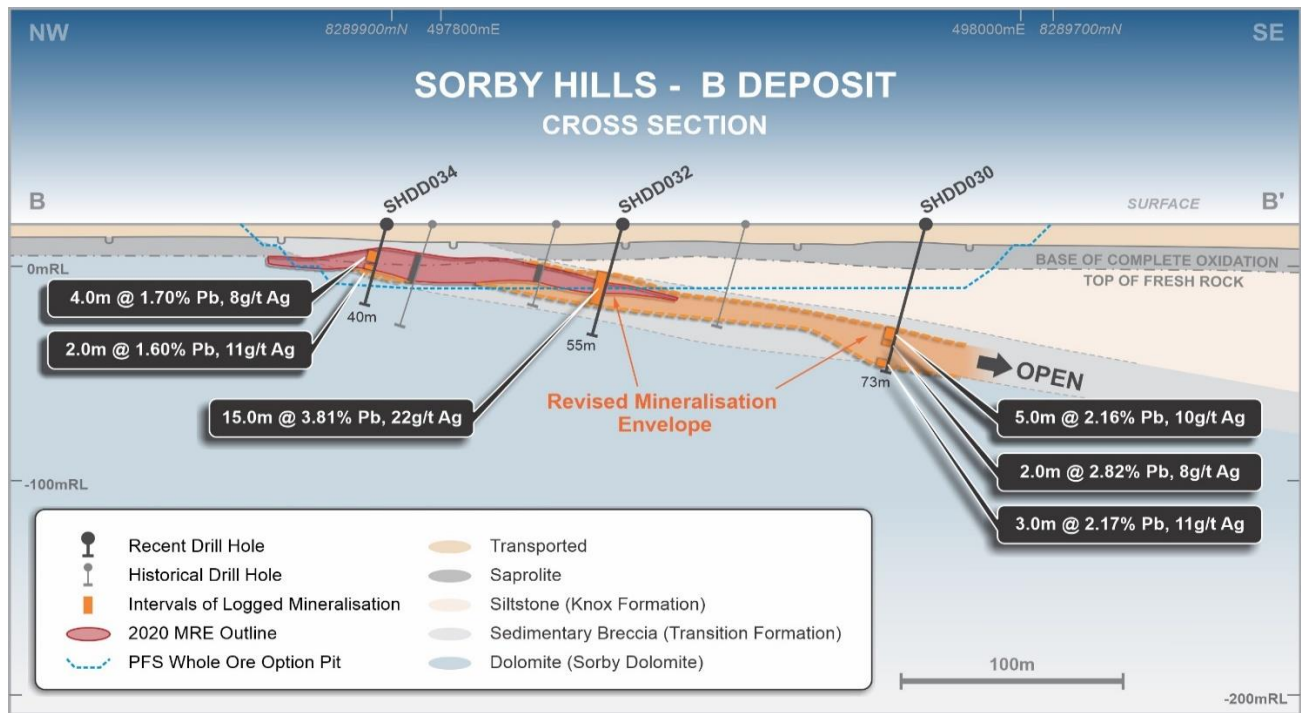 NW
8289900mN
497800mE
498000mE
8289700mN
SE
SORBY HILLS - B DEPOSIT
CROSS SECTION
B
SHDD034
SHDD032
SHDD030
SURFACE
B'
0mRL
BASE OF COMPLETE OXIDATION
TOP OF FRESH ROCK
4.0m @ 1.70% Pb, 8g/t Ag
2.0m @ 1.60% Pb, 11g/t Ag
40m
55m
73m
OPEN
15.0m @ 3.81% Pb, 22g/t Ag
Revised Mineralisation
Envelope
5.0m @ 2.16% Pb, 10g/t Ag
2.0m @ 2.82% Pb, 8g/t Ag
3.0m @ 2.17% Pb, 11g/t Ag
-100mRL
Recent Drill Hole
Historical Drill Hole
Intervals of Logged Mineralisation
2020 MRE Outline
PFS Whole Ore Option Pit
Transported
Saprolite
Siltstone (Knox Formation)
Sedimentary Breccia (Transition Formation)
Dolomite (Sorby Dolomite)
100m
-200mRL